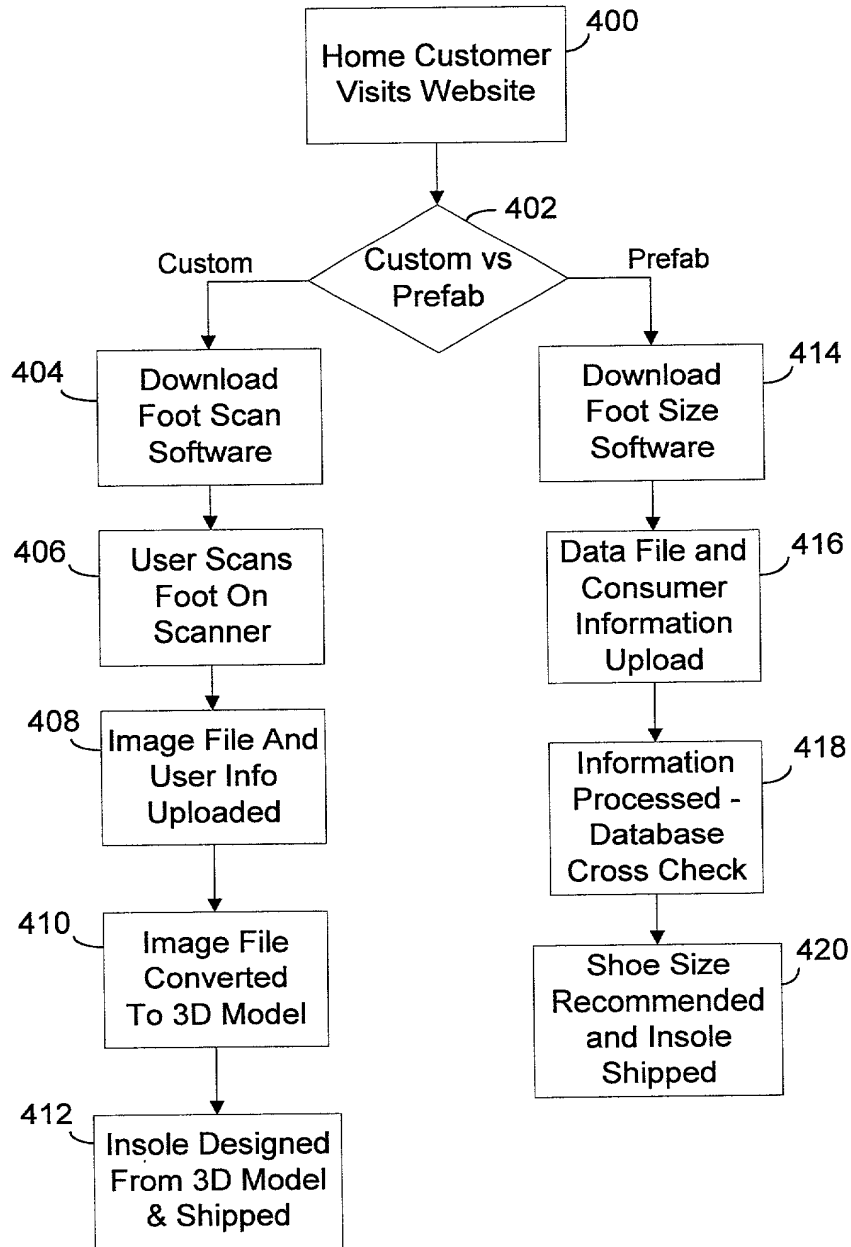 400
Home Customer
Visits Website
402
Custom vs
Prefab
Custom
Prefab
404
Download
Foot Scan
Software
406
User Scans
Foot On
Scanner
408
Image File And
User Info
Uploaded
410
Image File
Converted
To 3D Model
412
Insole Designed
From 3D Model
& Shipped
414
Download
Foot Size
Software
416
Data File and
Consumer
Information
Upload
418
Information
Processed -
Database
Cross Check
420
Shoe Size
Recommended
and Insole
Shipped